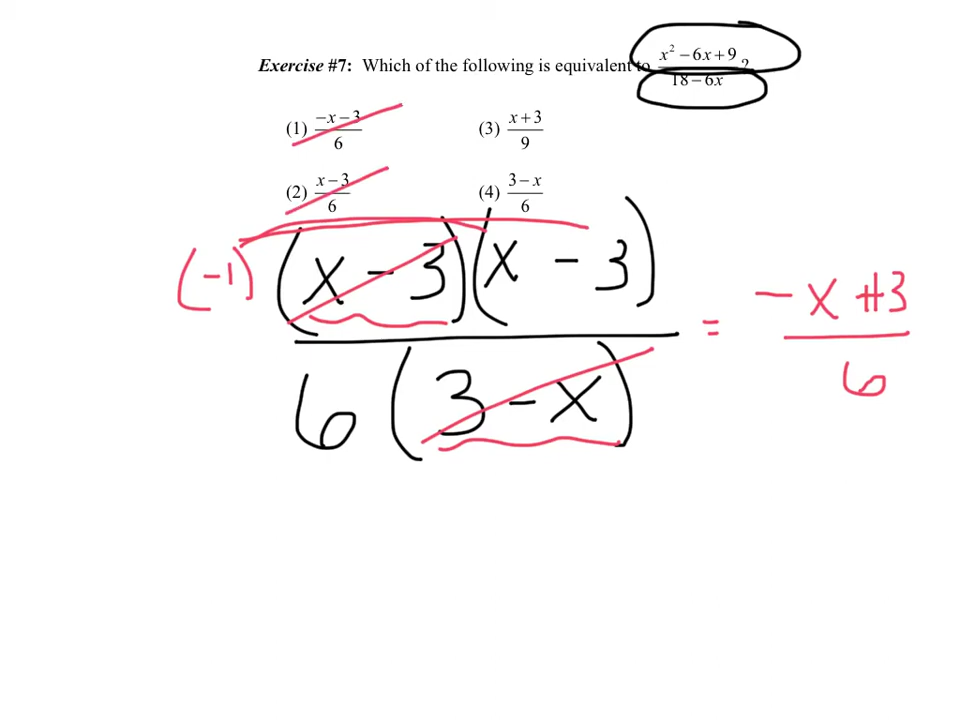 Exercise #7: Which of the following is equivalent to x² − 6x + 9 / 18 − 6x ?
(1) −x − 3 / 6 (3) x + 3 / 9
(2) x − 3 / 6 (4) 3 − x / 6
(−1) (x − 3)(x − 3) / 6 (3 − x) = −x + 3 / 6